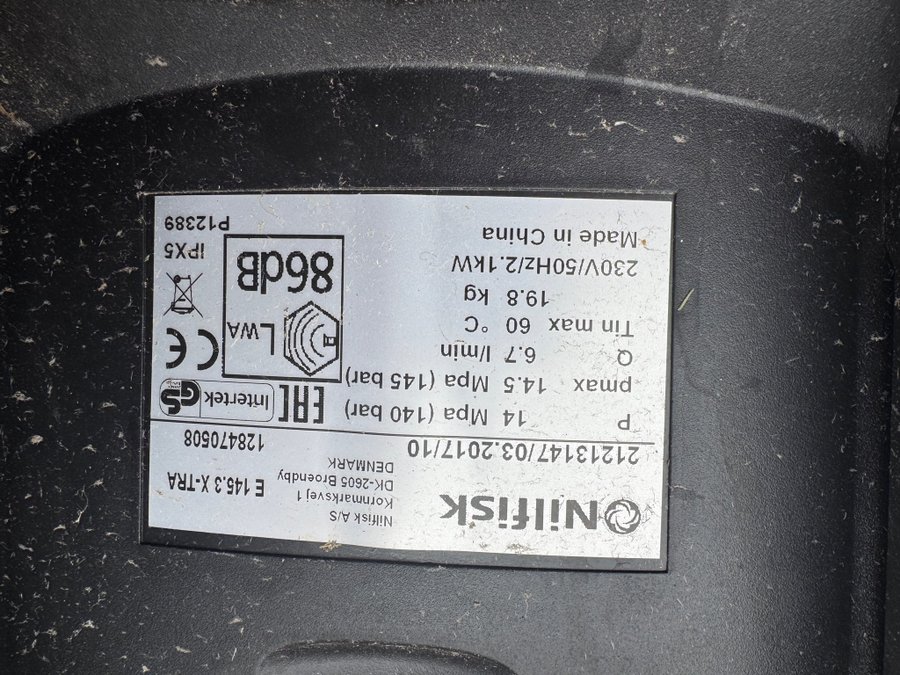 Nilfisk
Nilfisk A/S
Kornmarksvej 1
DK-2605 Broendby
DENMARK
E 145.3 X-TRA
21213147/03.2017/10
128470508
P 14 Mpa (140 bar)
pmax 14.5 Mpa (145 bar)
Q 6.7 l/min
Tin max 60 °C
19.8 kg
230V/50Hz/2.1KW
Made in China
EAC
Intertek
GS
CE
LWA
86dB
IPX5
P12389